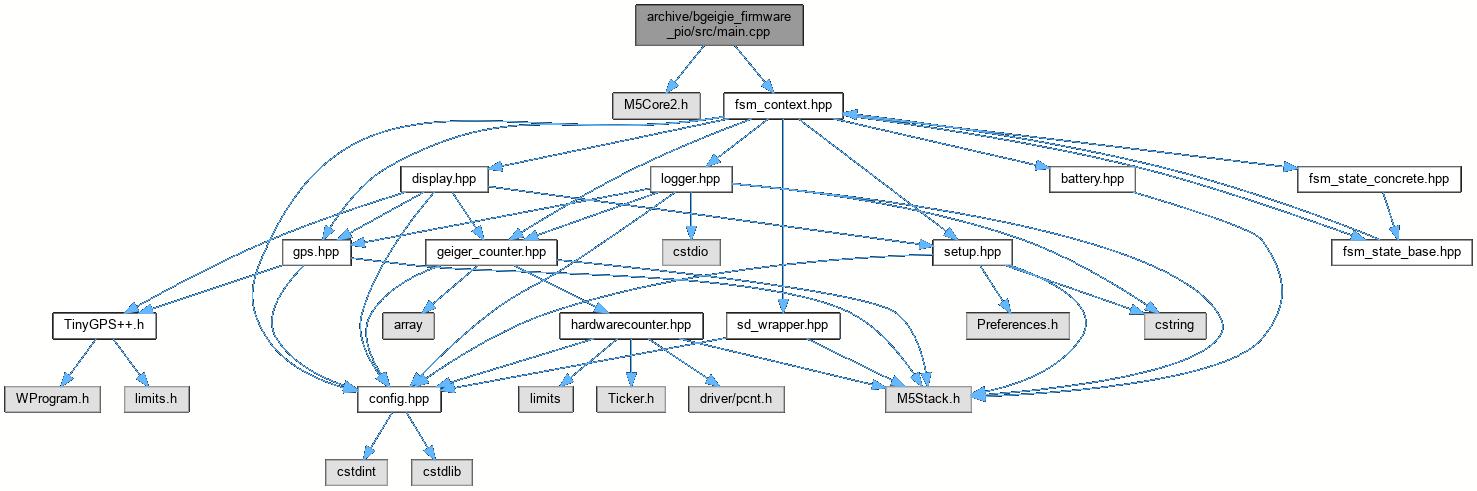 archive/bgeigie_firmware
_pio/src/main.cpp
M5Core2.h
fsm_context.hpp
display.hpp
logger.hpp
battery.hpp
fsm_state_concrete.hpp
gps.hpp
geiger_counter.hpp
cstdio
setup.hpp
fsm_state_base.hpp
TinyGPS++.h
array
hardwarecounter.hpp
sd_wrapper.hpp
Preferences.h
cstring
WProgram.h
limits.h
config.hpp
limits
Ticker.h
driver/pcnt.h
M5Stack.h
cstdint
cstdlib